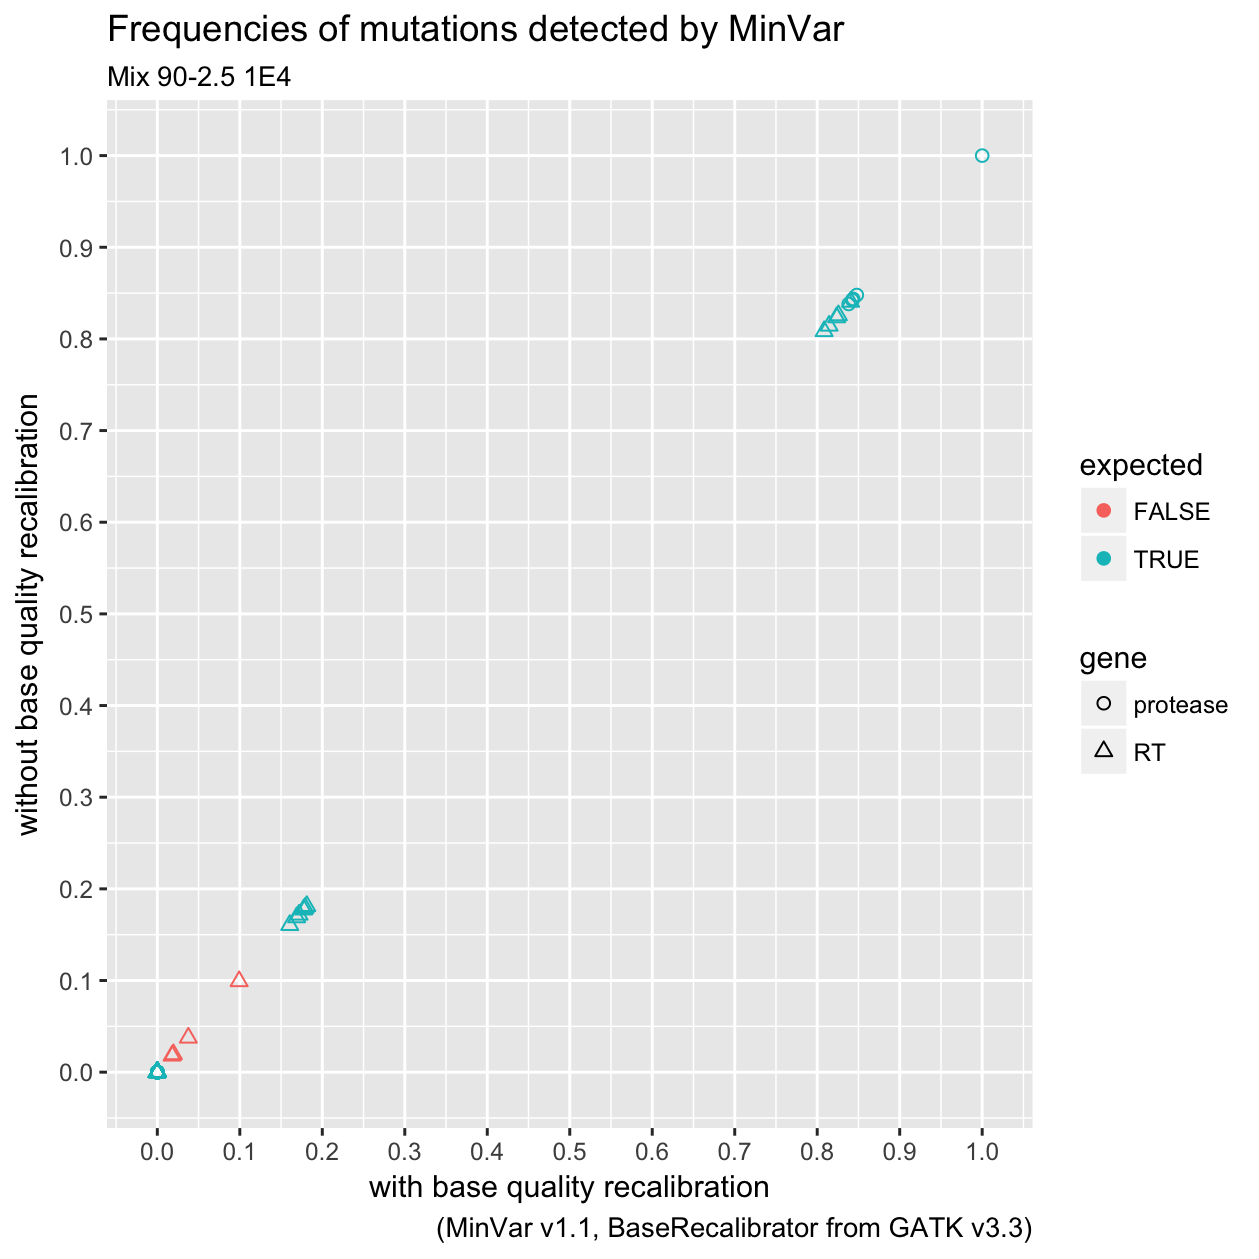 Frequencies of mutations detected by MinVar
Mix 90-2.5 1E4
without base quality recalibration
1.0
0.9
0.8
0.7
0.6
0.5
0.4
0.3
0.2
0.1
0.0
0.0 0.1 0.2 0.3 0.4 0.5 0.6 0.7 0.8 0.9 1.0
with base quality recalibration
(MinVar v1.1, BaseRecalibrator from GATK v3.3)
expected
FALSE
TRUE
gene
protease
RT